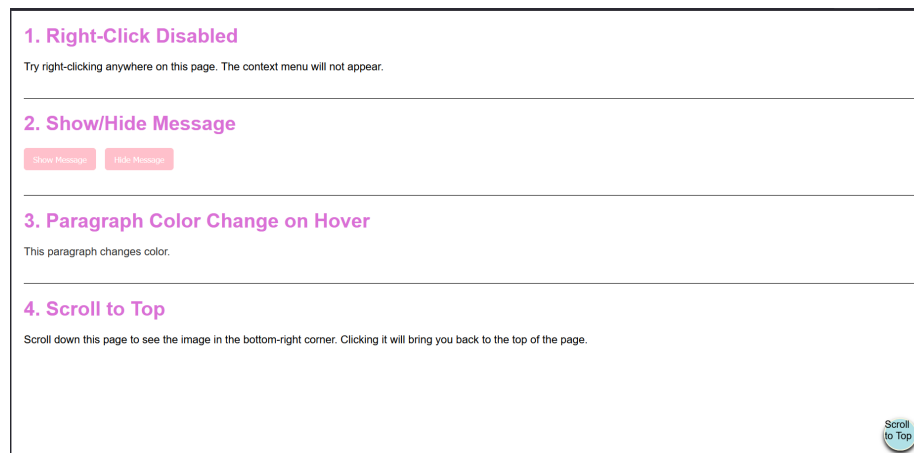 1. Right-Click Disabled
Try right-clicking anywhere on this page. The context menu will not appear.
2. Show/Hide Message
Show Message Hide Message
3. Paragraph Color Change on Hover
This paragraph changes color.
4. Scroll to Top
Scroll down this page to see the image in the bottom-right corner. Clicking it will bring you back to the top of the page.
Scroll
to Top